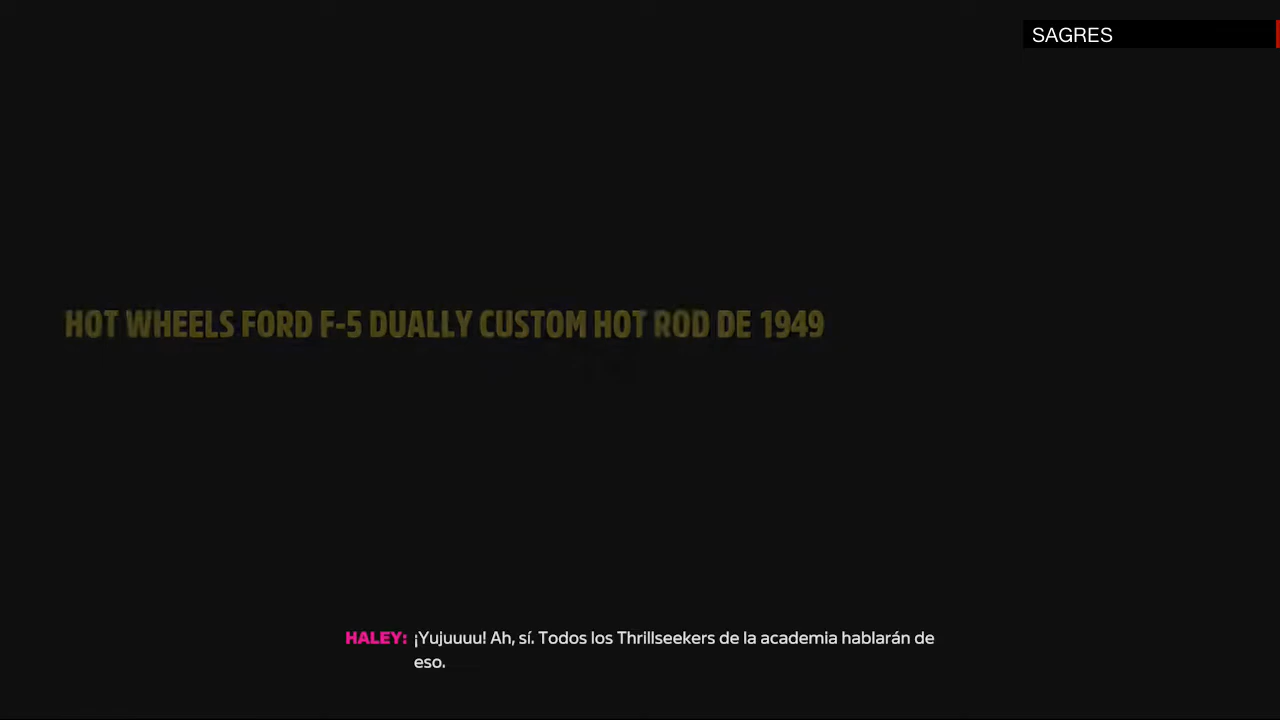 SAGRES
HOT WHEELS FORD F-5 DUALLY CUSTOM HOT ROD DE 1949
HALEY: ¡Yujuuuu! Ah, sí. Todos los Thrillseekers de la academia hablarán de
eso.